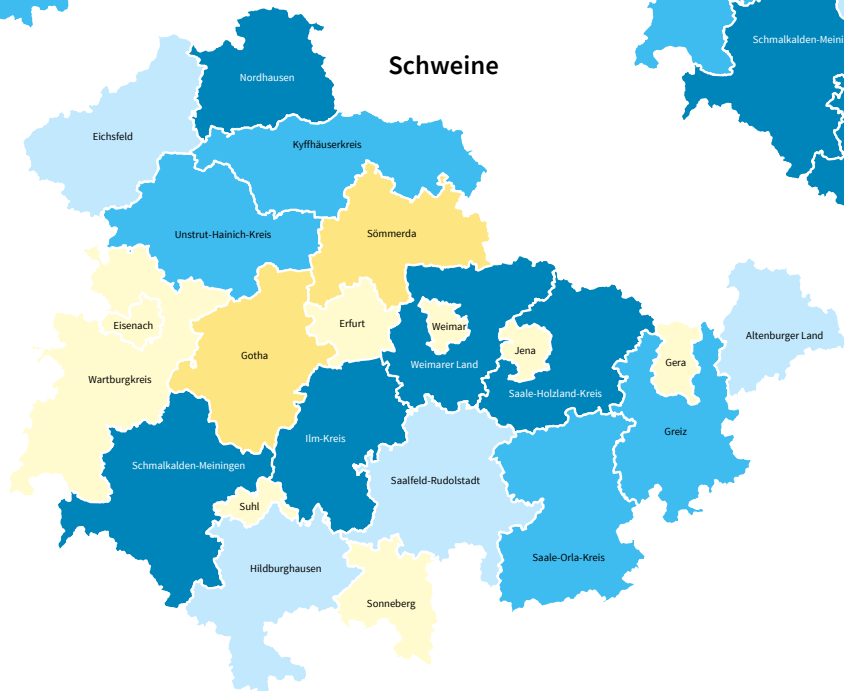 Schmalkalden-Meini
Schweine
Nordhausen
Eichsfeld
Kyffhäuserkreis
Unstrut-Hainich-Kreis
Sömmerda
Eisenach
Erfurt
Weimar
Altenburger Land
Jena
Gotha
Weimarer Land
Gera
Wartburgkreis
Saale-Holzland-Kreis
Greiz
Ilm-Kreis
Schmalkalden-Meiningen
Saalfeld-Rudolstadt
Suhl
Saale-Orla-Kreis
Hildburghausen
Sonneberg